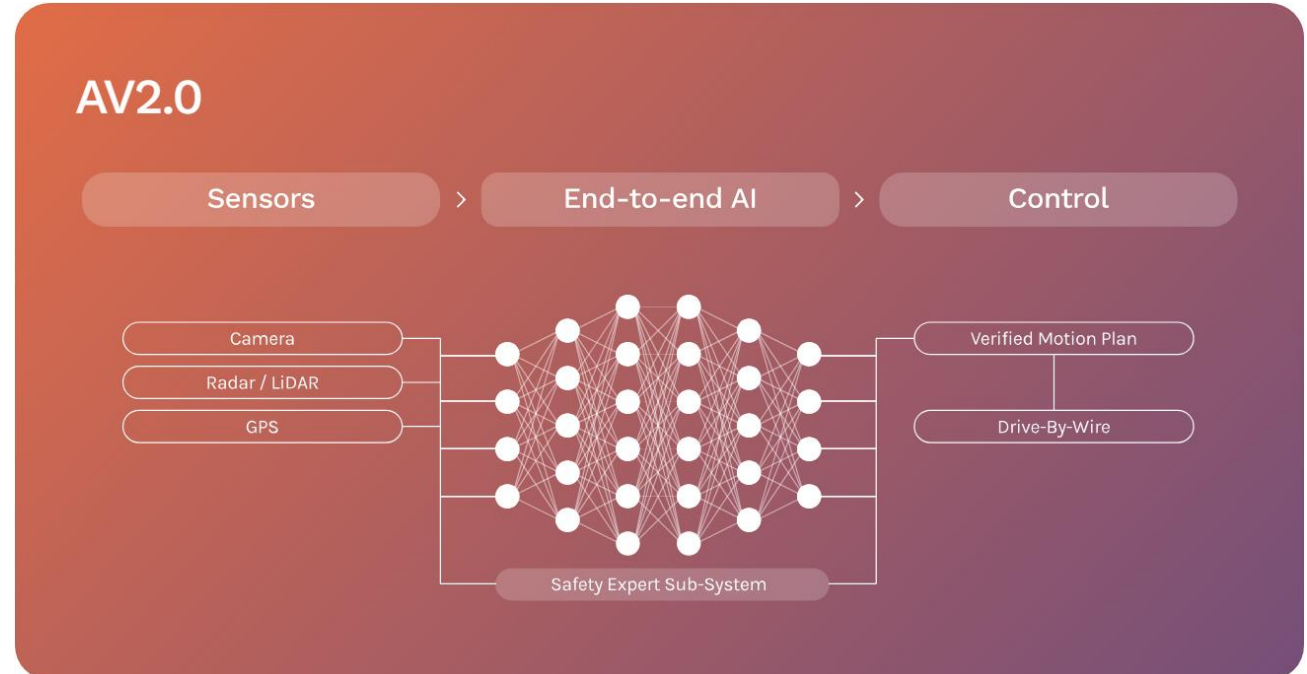 AV2.0
Sensors
End-to-end AI
Control
Camera
Radar / LiDAR
GPS
Verified Motion Plan
Drive-By-Wire
Safety Expert Sub-System